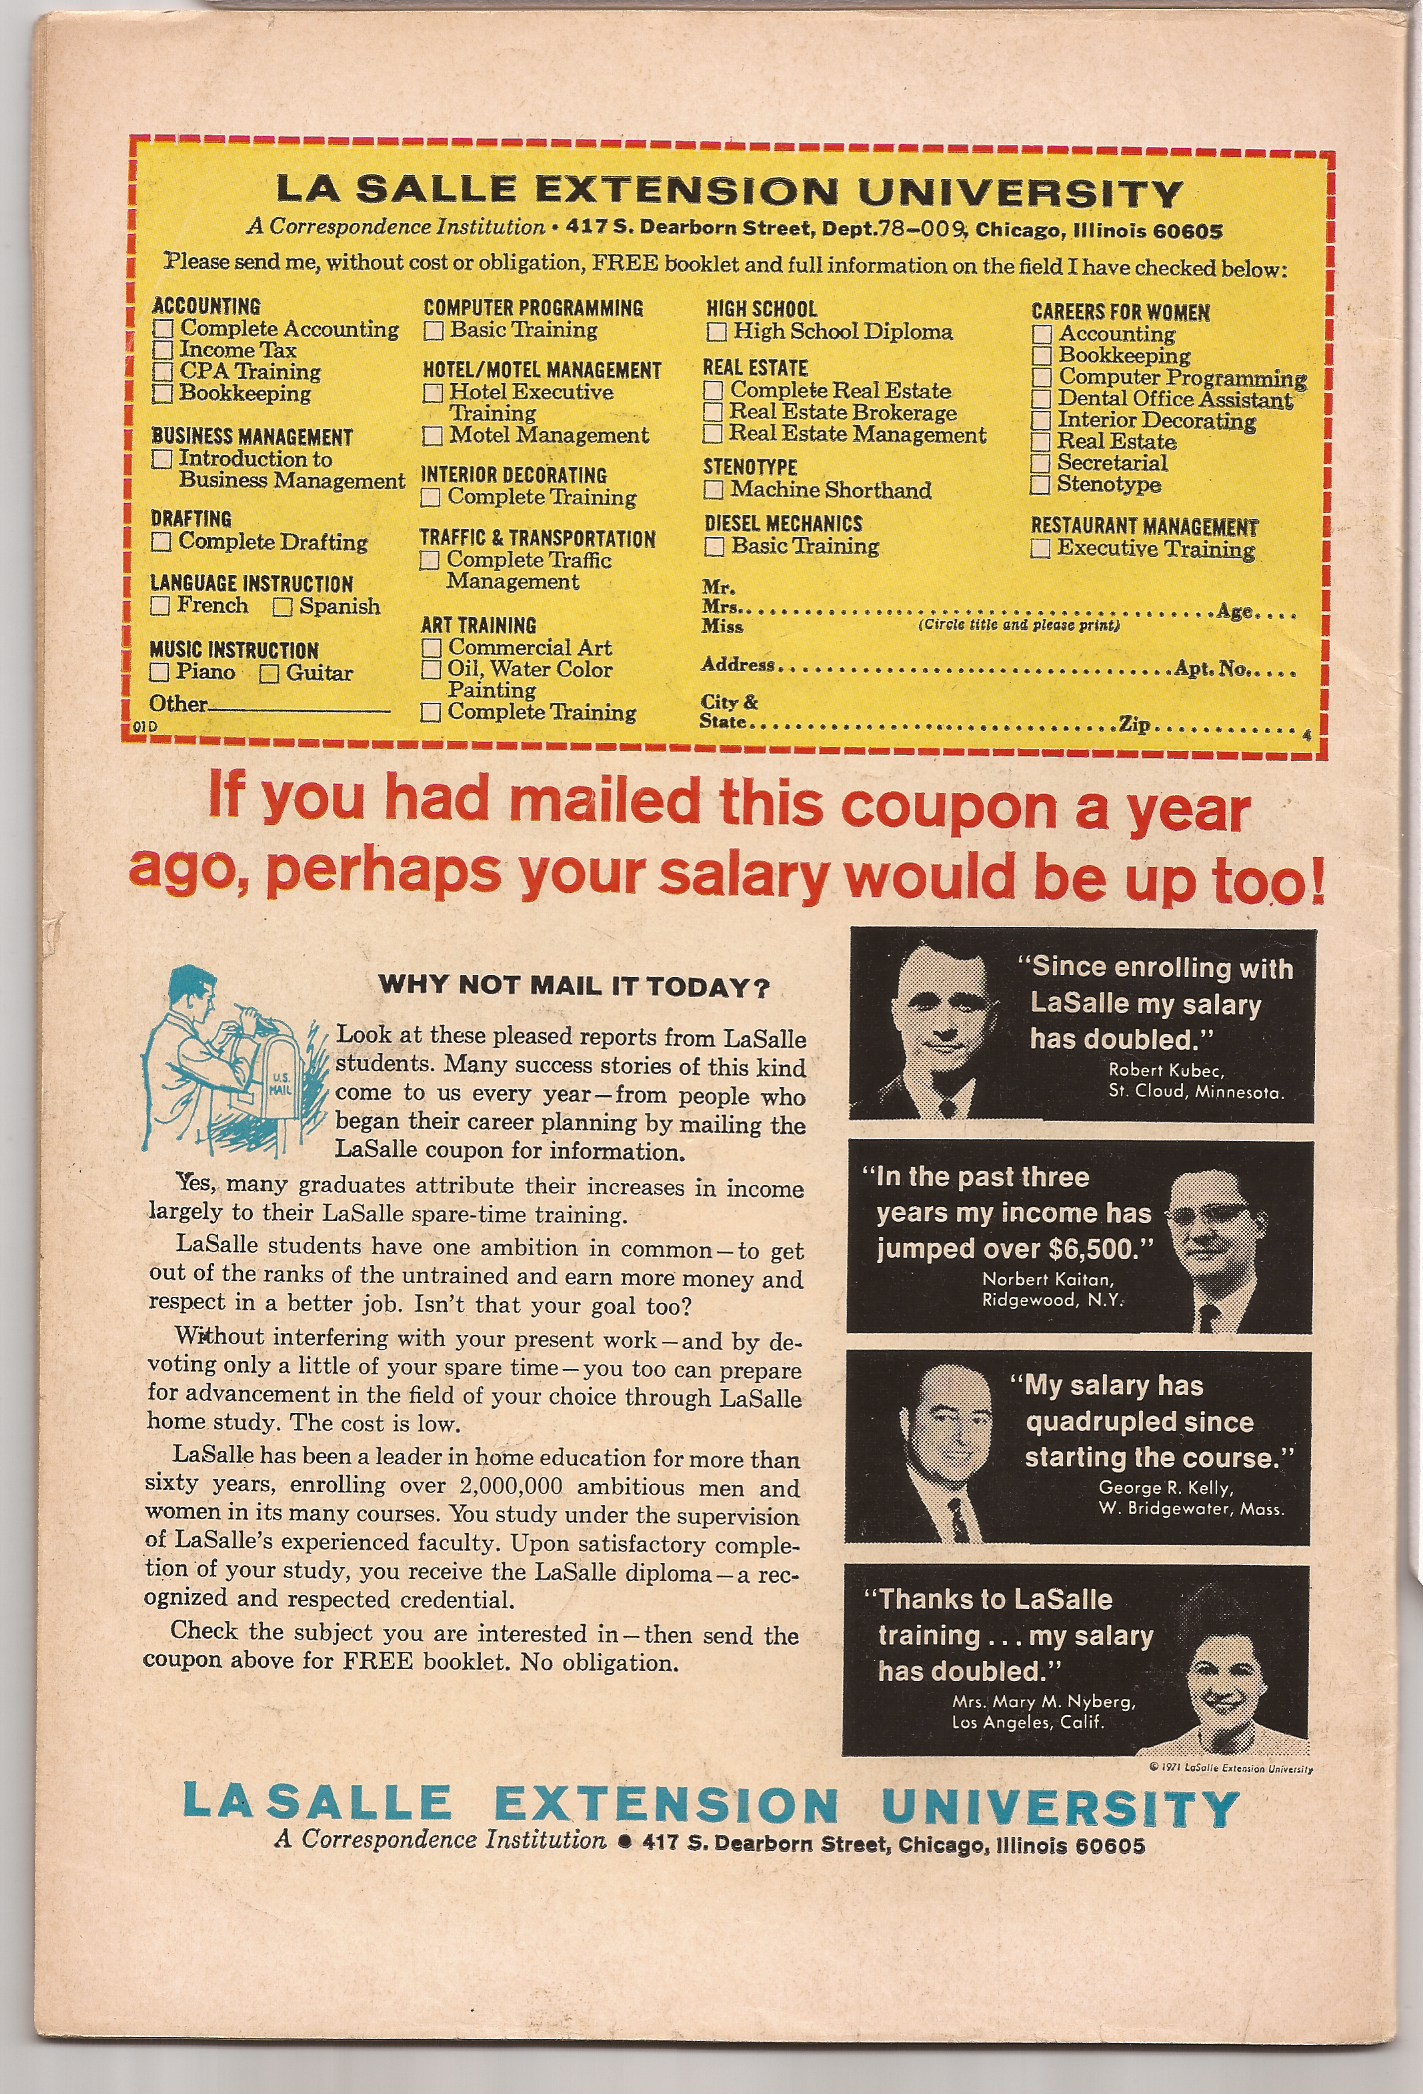 LA SALLE EXTENSION UNIVERSITY
A Correspondence Institution • 417 S. Dearborn Street, Dept.78-009, Chicago, Illinois 60605
Please send me, without cost or obligation, FREE booklet and full information on the field I have checked below:
ACCOUNTING
Complete Accounting
Income Tax
CPA Training
Bookkeeping
BUSINESS MANAGEMENT
Introduction to
Business Management
DRAFTING
Complete Drafting
LANGUAGE INSTRUCTION
French Spanish
MUSIC INSTRUCTION
Piano Guitar
Other
01D
COMPUTER PROGRAMMING
Basic Training
HOTEL/MOTEL MANAGEMENT
Hotel Executive
Training
Motel Management
INTERIOR DECORATING
Complete Training
TRAFFIC & TRANSPORTATION
Complete Traffic
Management
ART TRAINING
Commercial Art
Oil, Water Color
Painting
Complete Training
HIGH SCHOOL
High School Diploma
REAL ESTATE
Complete Real Estate
Real Estate Brokerage
Real Estate Management
STENOTYPE
Machine Shorthand
DIESEL MECHANICS
Basic Training
CAREERS FOR WOMEN
Accounting
Bookkeeping
Computer Programming
Dental Office Assistant
Interior Decorating
Real Estate
Secretarial
Stenotype
RESTAURANT MANAGEMENT
Executive Training
Mr.
Mrs. Age
Miss (Circle title and please print)
Address Apt. No.
City &
State Zip
4
If you had mailed this coupon a year
ago, perhaps your salary would be up too!
WHY NOT MAIL IT TODAY?
U.S.
MAIL
Look at these pleased reports from LaSalle
students. Many success stories of this kind
come to us every year—from people who
began their career planning by mailing the
LaSalle coupon for information.
Yes, many graduates attribute their increases in income
largely to their LaSalle spare-time training.
LaSalle students have one ambition in common—to get
out of the ranks of the untrained and earn more money and
respect in a better job. Isn't that your goal too?
Without interfering with your present work—and by de-
voting only a little of your spare time—you too can prepare
for advancement in the field of your choice through LaSalle
home study. The cost is low.
LaSalle has been a leader in home education for more than
sixty years, enrolling over 2,000,000 ambitious men and
women in its many courses. You study under the supervision
of LaSalle's experienced faculty. Upon satisfactory comple-
tion of your study, you receive the LaSalle diploma—a rec-
ognized and respected credential.
Check the subject you are interested in—then send the
coupon above for FREE booklet. No obligation.
"Since enrolling with
LaSalle my salary
has doubled."
Robert Kubec,
St. Cloud, Minnesota.
"In the past three
years my income has
jumped over $6,500."
Norbert Kaitan,
Ridgewood, N.Y.
"My salary has
quadrupled since
starting the course."
George R. Kelly,
W. Bridgewater, Mass.
"Thanks to LaSalle
training ... my salary
has doubled."
Mrs. Mary M. Nyberg,
Los Angeles, Calif.
© 1971 LaSalle Extension University
LA SALLE EXTENSION UNIVERSITY
A Correspondence Institution • 417 S. Dearborn Street, Chicago, Illinois 60605